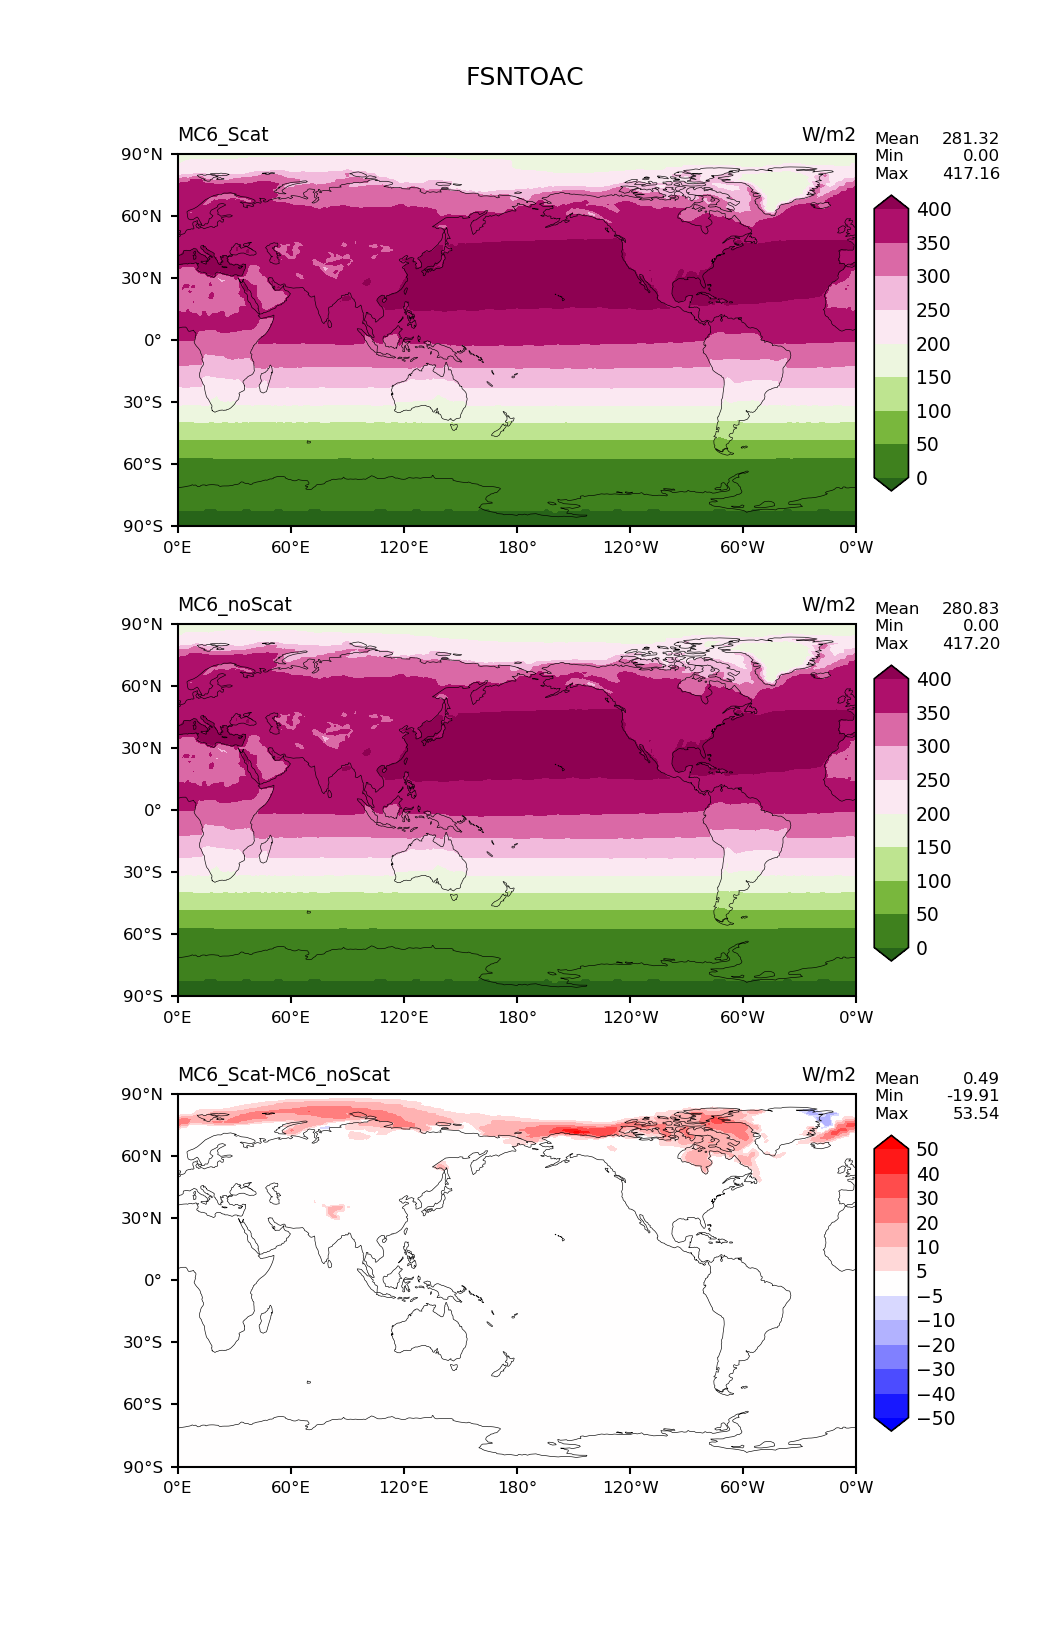 FSNTOAC
MC6_Scat W/m2
Mean 281.32
Min 0.00
Max 417.16
90°N
60°N
30°N
0°
30°S
60°S
90°S
0°E 60°E 120°E 180° 120°W 60°W 0°W
400
350
300
250
200
150
100
50
0
MC6_noScat W/m2
Mean 280.83
Min 0.00
Max 417.20
90°N
60°N
30°N
0°
30°S
60°S
90°S
0°E 60°E 120°E 180° 120°W 60°W 0°W
400
350
300
250
200
150
100
50
0
MC6_Scat-MC6_noScat W/m2
Mean 0.49
Min -19.91
Max 53.54
90°N
60°N
30°N
0°
30°S
60°S
90°S
0°E 60°E 120°E 180° 120°W 60°W 0°W
50
40
30
20
10
5
−5
−10
−20
−30
−40
−50